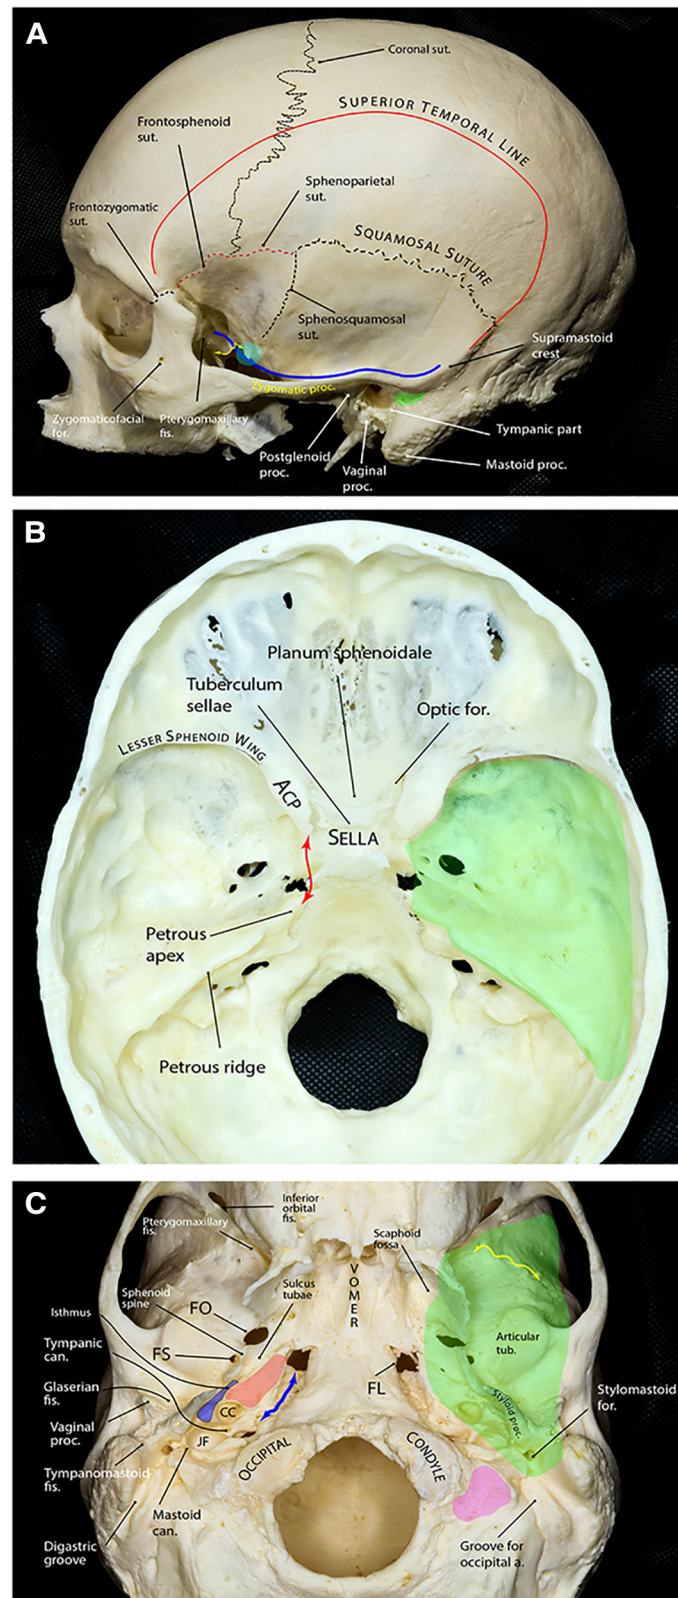 A
Coronal sut.
SUPERIOR TEMPORAL LINE
Frontosphenoid
sut.
Sphenoparietal
sut.
Frontozygomatic
sut.
SQUAMOSAL SUTURE
Sphenosquamosal
sut.
Supramastoid
crest
Zygomatic proc.
Zygomaticofacial
for.
Pterygomaxillary
fis.
Tympanic part
Postglenoid
proc.
Vaginal
proc.
Mastoid proc.
B
Planum sphenoidale
Tuberculum
sellae
Optic for.
LESSER SPHENOID WING
ACP
SELLA
Petrous
apex
Petrous ridge
C
Inferior
orbital
fis.
Pterygomaxillary
fis.
Scaphoid
fossa
VOMER
Sphenoid
spine
Sulcus
tubae
Isthmus
FO
Tympanic
can.
FS
Articular
tub.
Glaserian
fis.
FL
Styloid proc.
Stylomastoid
for.
CC
Vaginal
proc.
JF
OCCIPITAL
CONDYLE
Tympanomastoid
fis.
Mastoid
can.
Digastric
groove
Groove for
occipital a.